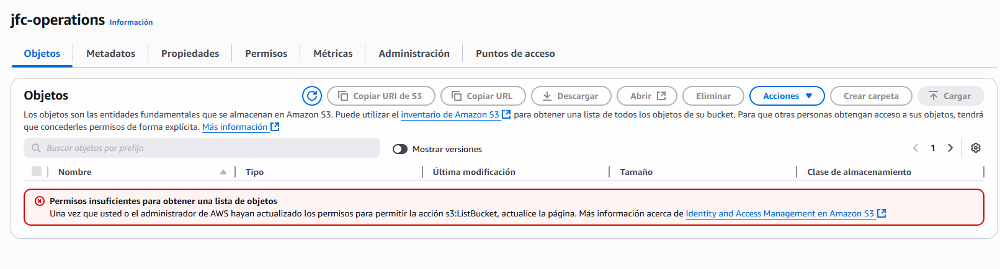 jfc-operations Información
Objetos Metadatos Propiedades Permisos Métricas Administración Puntos de acceso
Objetos Copiar URI de S3 Copiar URL Descargar Abrir Eliminar Acciones Crear carpeta Cargar
Los objetos son las entidades fundamentales que se almacenan en Amazon S3. Puede utilizar el inventario de Amazon S3 para obtener una lista de todos los objetos de su bucket. Para que otras personas obtengan acceso a sus objetos, tendrá
que concederles permisos de forma explícita. Más información
Buscar objetos por prefijo Mostrar versiones 1
Nombre Tipo Última modificación Tamaño Clase de almacenamiento
Permisos insuficientes para obtener una lista de objetos
Una vez que usted o el administrador de AWS hayan actualizado los permisos para permitir la acción s3:ListBucket, actualice la página. Más información acerca de Identity and Access Management en Amazon S3